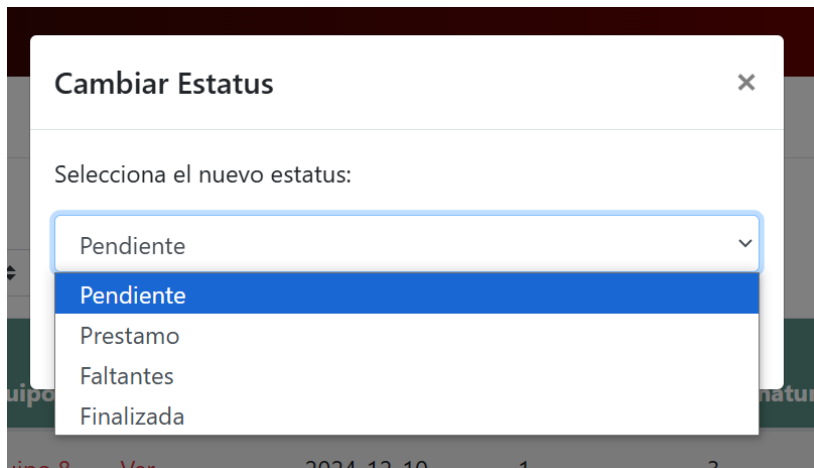 Cambiar Estatus ×
Selecciona el nuevo estatus:
Pendiente
Pendiente
Prestamo
Faltantes
Finalizada